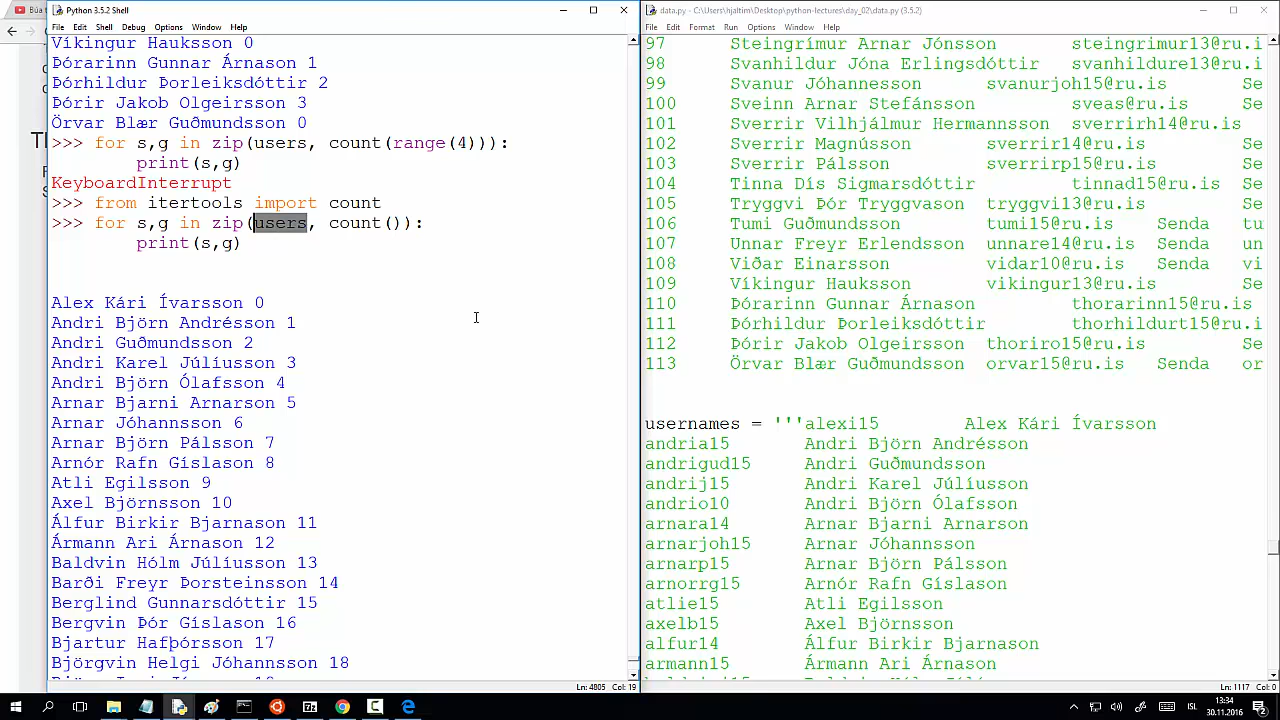 Búa t
Python 3.5.2 Shell
File Edit Shell Debug Options Window Help
Víkingur Hauksson 0
Þórarinn Gunnar Árnason 1
Þórhildur Þorleiksdóttir 2
Þórir Jakob Olgeirsson 3
Örvar Blær Guðmundsson 0
>>> for s,g in zip(users, count(range(4))):
print(s,g)
KeyboardInterrupt
>>> from itertools import count
>>> for s,g in zip(users, count()):
print(s,g)
Alex Kári Ívarsson 0
Andri Björn Andrésson 1
Andri Guðmundsson 2
Andri Karel Júlíusson 3
Andri Björn Ólafsson 4
Arnar Bjarni Arnarson 5
Arnar Jóhannsson 6
Arnar Björn Pálsson 7
Arnór Rafn Gíslason 8
Atli Egilsson 9
Axel Björnsson 10
Álfur Birkir Bjarnason 11
Ármann Ari Árnason 12
Baldvin Hólm Júlíusson 13
Barði Freyr Þorsteinsson 14
Berglind Gunnarsdóttir 15
Bergvin Þór Gíslason 16
Bjartur Hafþórsson 17
Björgvin Helgi Jóhannsson 18
Ln: 4805 Col: 19
data.py - C:\Users\hjaltim\Desktop\python-lectures\day_02\data.py (3.5.2)
File Edit Format Run Options Window Help
97 Steingrímur Arnar Jónsson steingrimur13@ru.i
98 Svanhildur Jóna Erlingsdóttir svanhildure13@ru.i
99 Svanur Jóhannesson svanurjoh15@ru.is Se
100 Sveinn Arnar Stefánsson sveas@ru.is Se
101 Sverrir Vilhjálmur Hermannsson sverrirh14@ru.is
102 Sverrir Magnússon sverrir14@ru.is Se
103 Sverrir Pálsson sverrirp15@ru.is Se
104 Tinna Dís Sigmarsdóttir tinnad15@ru.is Se
105 Tryggvi Þór Tryggvason tryggvi13@ru.is Se
106 Tumi Guðmundsson tumi15@ru.is Senda tu
107 Unnar Freyr Erlendsson unnare14@ru.is Se
108 Viðar Einarsson vidar10@ru.is Senda vi
109 Víkingur Hauksson vikingur13@ru.is Se
110 Þórarinn Gunnar Árnason thorarinn15@ru.is
111 Þórhildur Þorleiksdóttir thorhildurt15@ru.i
112 Þórir Jakob Olgeirsson thoriro15@ru.is Se
113 Örvar Blær Guðmundsson orvar15@ru.is Senda or
usernames = '''alexi15 Alex Kári Ívarsson
andria15 Andri Björn Andrésson
andrigud15 Andri Guðmundsson
andrij15 Andri Karel Júlíusson
andrio10 Andri Björn Ólafsson
arnara14 Arnar Bjarni Arnarson
arnarjoh15 Arnar Jóhannsson
arnarp15 Arnar Björn Pálsson
arnorrg15 Arnór Rafn Gíslason
atlie15 Atli Egilsson
axelb15 Axel Björnsson
alfur14 Álfur Birkir Bjarnason
armann15 Ármann Ari Árnason
Ln: 1117 Col: 0
IS. 13:34
30.11.2016